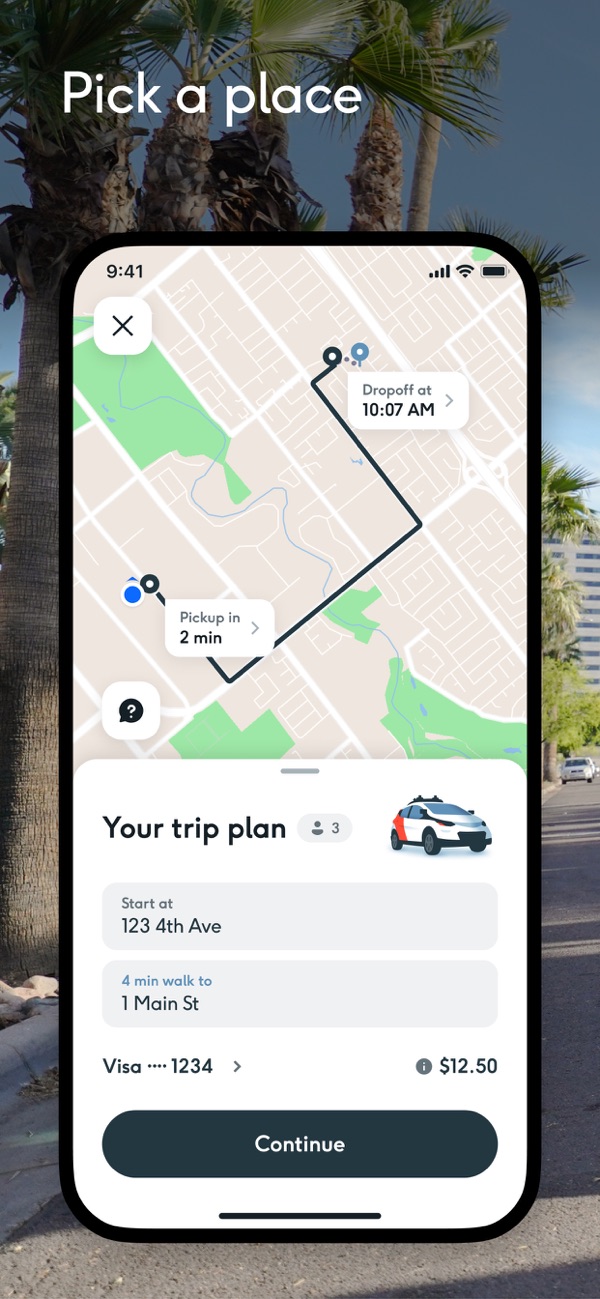 Pick a place
9:41
Dropoff at
10:07 AM
Pickup in
2 min
?
Your trip plan
3
Start at
123 4th Ave
4 min walk to
1 Main St
Visa ···· 1234
$12.50
Continue